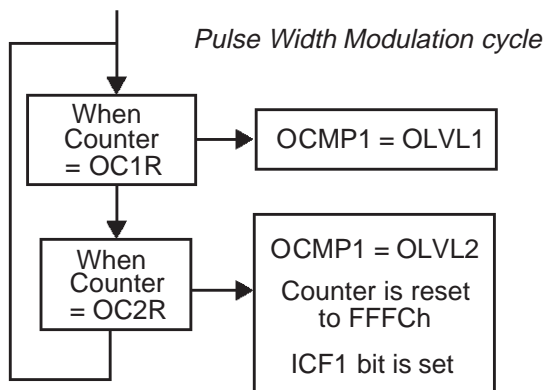 Pulse Width Modulation cycle
When
Counter
= OC1R
OCMP1 = OLVL1
When
Counter
= OC2R
OCMP1 = OLVL2
Counter is reset
to FFFCh
ICF1 bit is set